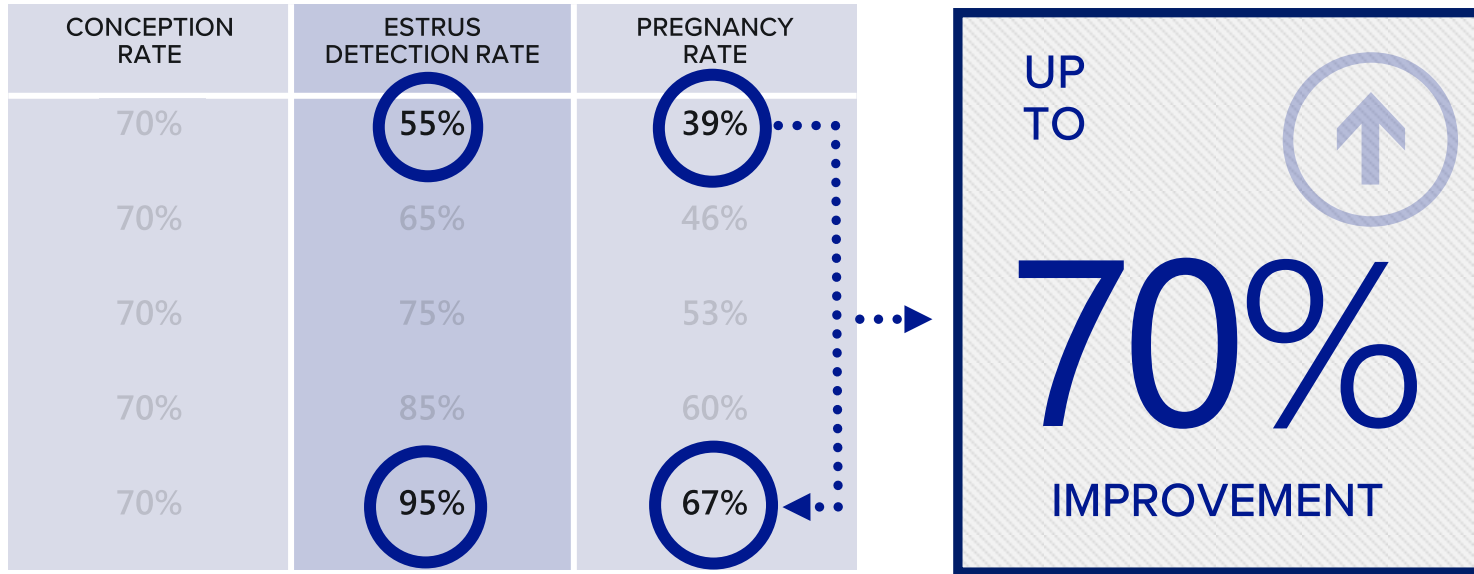 CONCEPTION
RATE
ESTRUS
DETECTION RATE
PREGNANCY
RATE
70% 55% 39%
70% 65% 46%
70% 75% 53%
70% 85% 60%
70% 95% 67%
UP
TO
70%
IMPROVEMENT